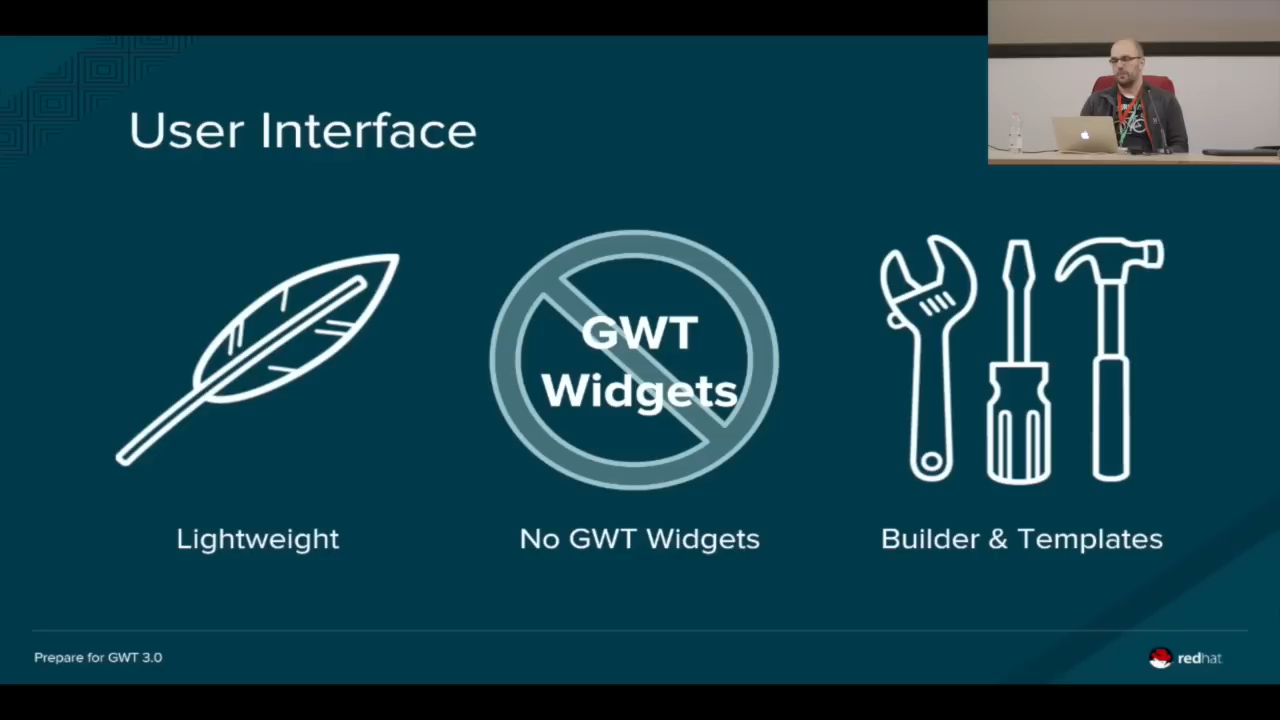 User Interface
GWT
Widgets
Lightweight
No GWT Widgets
Builder & Templates
Prepare for GWT 3.0
redhat